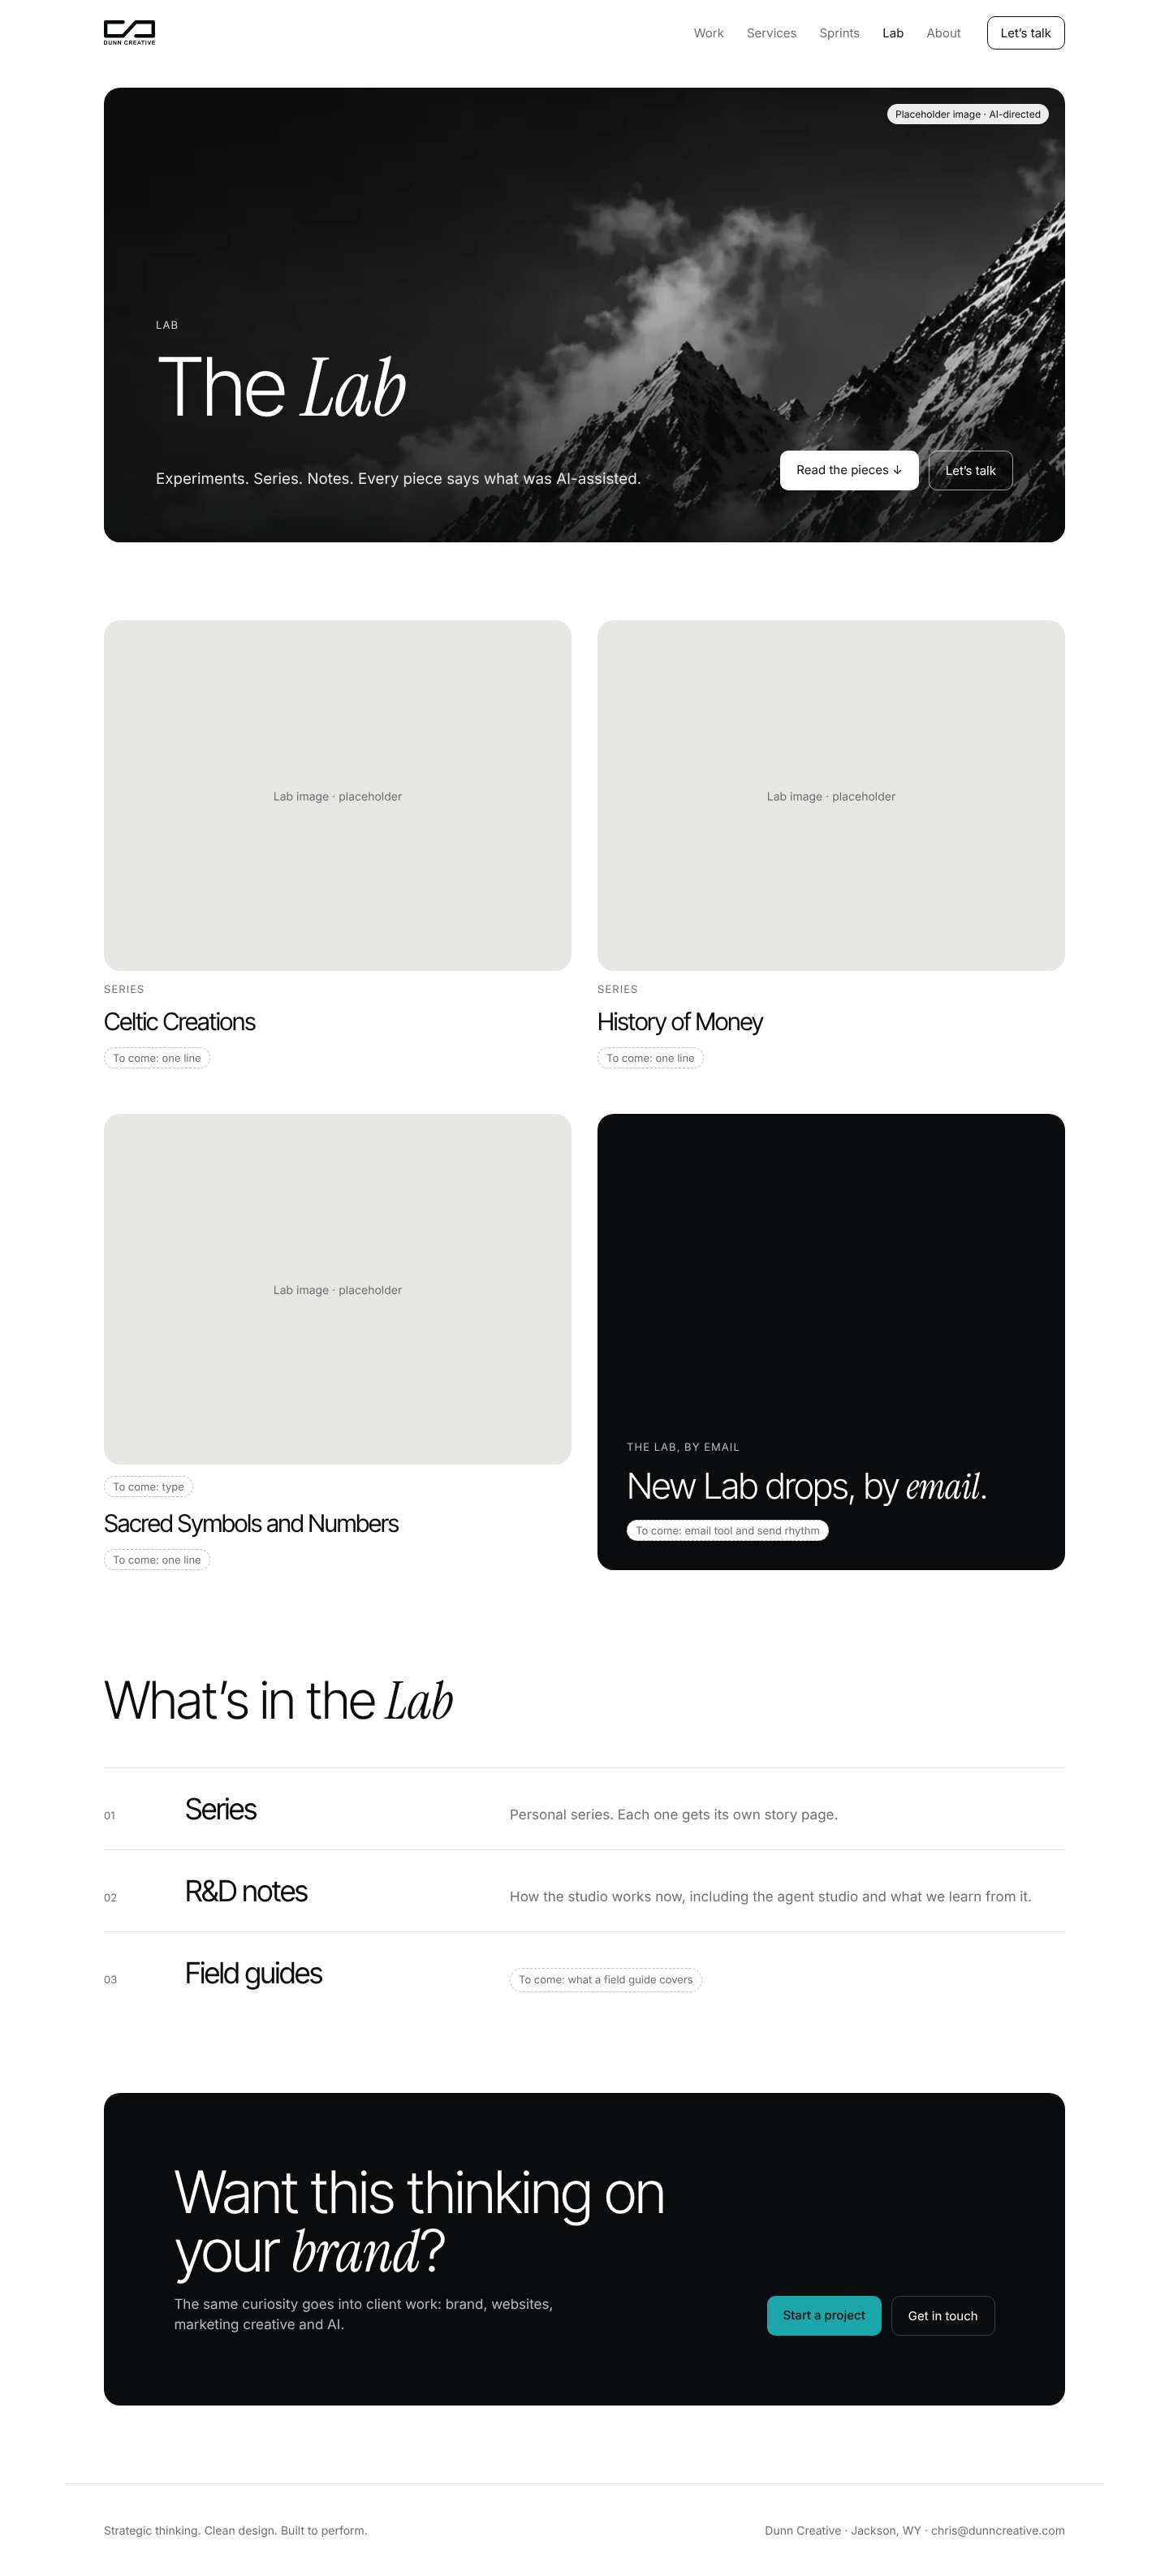 DUNN CREATIVE
Work Services Sprints Lab About Let’s talk
Placeholder image · AI-directed
LAB
The Lab
Experiments. Series. Notes. Every piece says what was AI-assisted.
Read the pieces ↓ Let’s talk
Lab image · placeholder
Lab image · placeholder
SERIES
Celtic Creations
To come: one line
SERIES
History of Money
To come: one line
Lab image · placeholder
To come: type
Sacred Symbols and Numbers
To come: one line
THE LAB, BY EMAIL
New Lab drops, by email.
To come: email tool and send rhythm
What’s in the Lab
01 Series Personal series. Each one gets its own story page.
02 R&D notes How the studio works now, including the agent studio and what we learn from it.
03 Field guides To come: what a field guide covers
Want this thinking on
your brand?
The same curiosity goes into client work: brand, websites,
marketing creative and AI.
Start a project Get in touch
Strategic thinking. Clean design. Built to perform.
Dunn Creative · Jackson, WY · chris@dunncreative.com